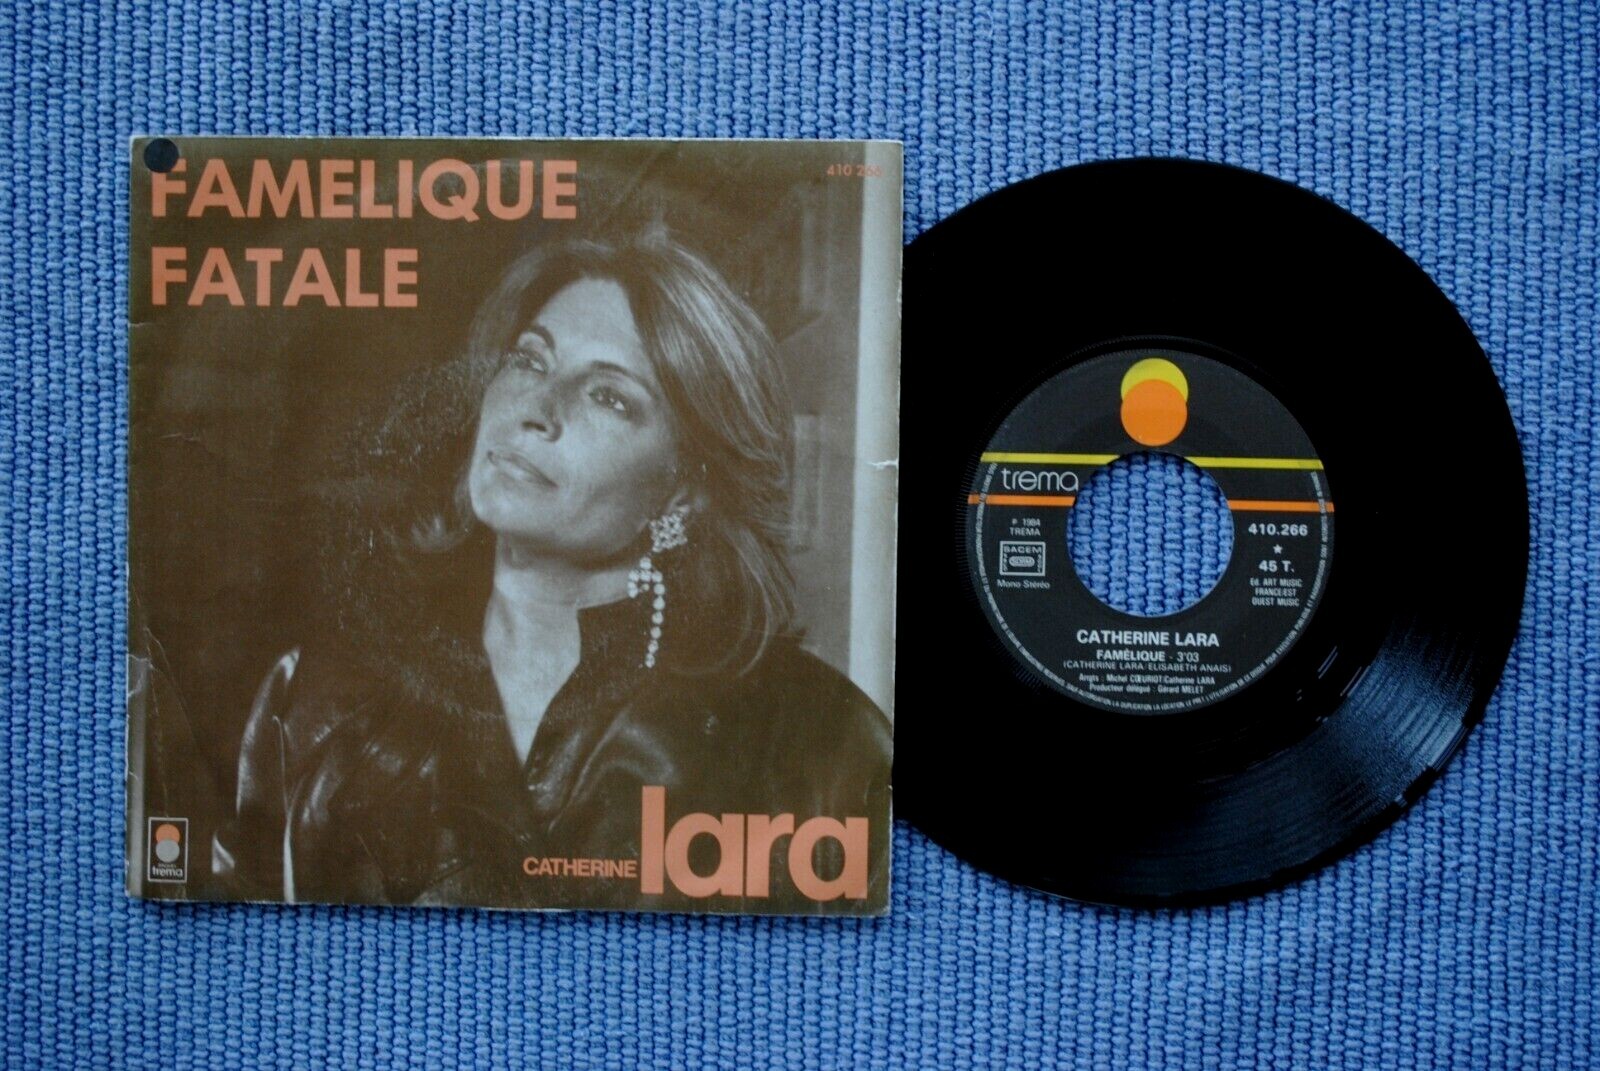 FAMELIQUE
FATALE
410 266
CATHERINE lara
DISQUES
trema
trema
℗ 1984
TREMA
SACEM
Mono Stéréo
410.266
★
45 T.
Ed. ART MUSIC
FRANCE/EST
OUEST MUSIC
CATHERINE LARA
FAMÉLIQUE - 3'03
(CATHERINE LARA/ELISABETH ANAIS)
Arrgts : Michel CŒURIOT/Catherine LARA
Producteur délégué : Gérard MELET